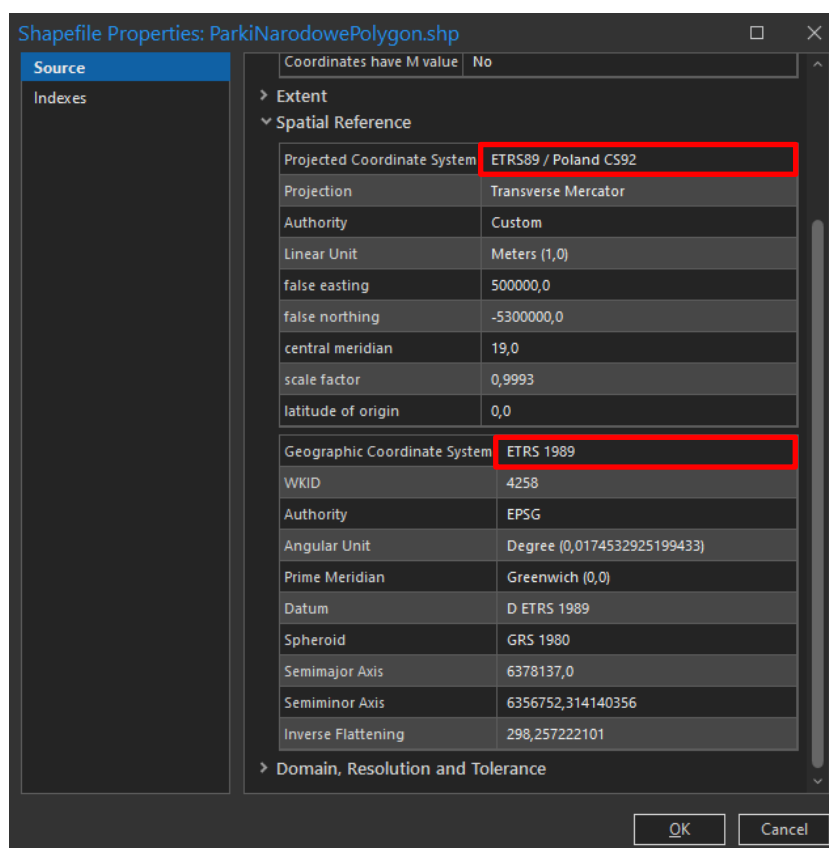 Shapefile Properties: ParkiNarodowePolygon.shp
Source
Indexes
Coordinates have M value No
Extent
Spatial Reference
Projected Coordinate System ETRS89 / Poland CS92
Projection Transverse Mercator
Authority Custom
Linear Unit Meters (1,0)
false easting 500000,0
false northing -5300000,0
central meridian 19,0
scale factor 0,9993
latitude of origin 0,0
Geographic Coordinate System ETRS 1989
WKID 4258
Authority EPSG
Angular Unit Degree (0,0174532925199433)
Prime Meridian Greenwich (0,0)
Datum D ETRS 1989
Spheroid GRS 1980
Semimajor Axis 6378137,0
Semiminor Axis 6356752,314140356
Inverse Flattening 298,257222101
Domain, Resolution and Tolerance
OK Cancel